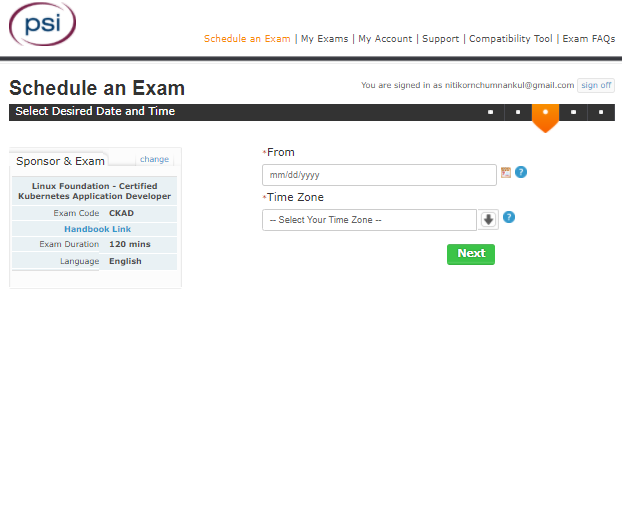 psi
Schedule an Exam | My Exams | My Account | Support | Compatibility Tool | Exam FAQs
Schedule an Exam
You are signed in as nitikornchumnankul@gmail.com sign off
Select Desired Date and Time
Sponsor & Exam change
Linux Foundation - Certified
Kubernetes Application Developer
Exam Code CKAD
Handbook Link
Exam Duration 120 mins
Language English
*From
mm/dd/yyyy
?
*Time Zone
-- Select Your Time Zone --
?
Next